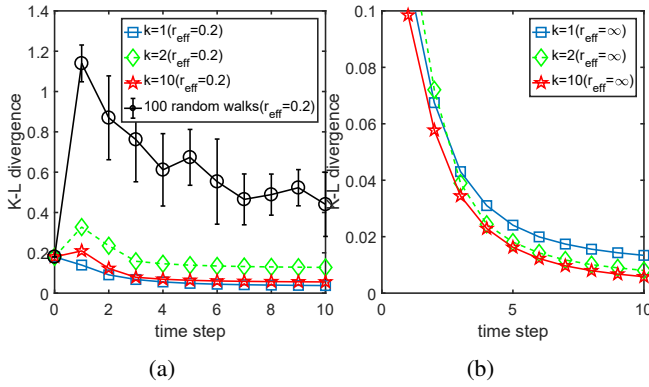 K-L divergence
1.4
1.2
1
0.8
0.6
0.4
0.2
0
0 2 4 6 8 10
time step
k=1(r_eff=0.2)
k=2(r_eff=0.2)
k=10(r_eff=0.2)
100 random walks(r_eff=0.2)
(a)
K-L divergence
0.1
0.08
0.06
0.04
0.02
0
0 5 10
time step
k=1(r_eff=∞)
k=2(r_eff=∞)
k=10(r_eff=∞)
(b)